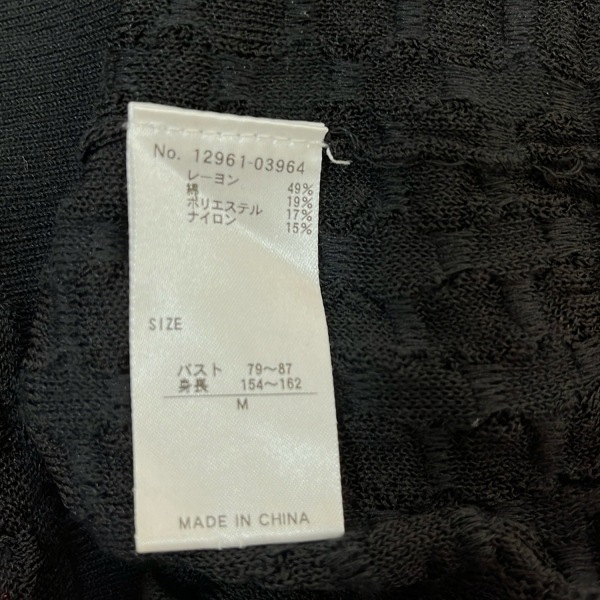 No. 12961-03964
レーヨン 49%
綿 19%
ポリエステル 17%
ナイロン 15%
SIZE
バスト 79〜87
身長 154〜162
M
MADE IN CHINA